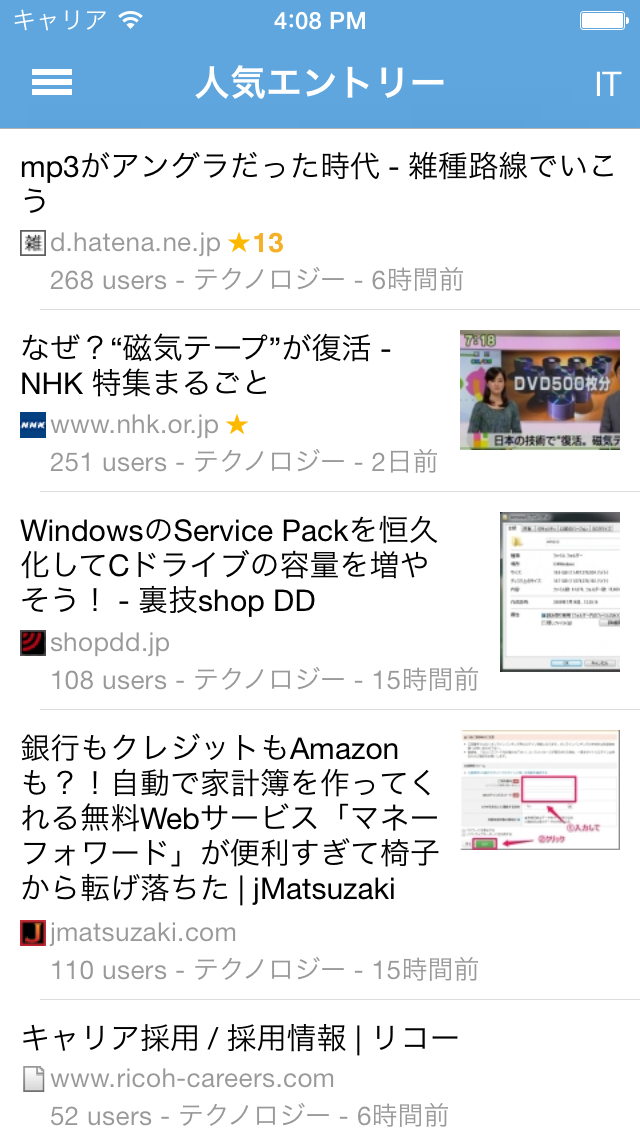 キャリア 4:08 PM
人気エントリー IT
mp3がアングラだった時代 - 雑種路線でいこ
う
雑 d.hatena.ne.jp ★13
268 users - テクノロジー - 6時間前
なぜ？“磁気テープ”が復活 -
NHK 特集まるごと
NHK www.nhk.or.jp ★
251 users - テクノロジー - 2日前
7:18
DVD500枚分
日本の技術で“復活。磁気テ
WindowsのService Packを恒久
化してCドライブの容量を増や
そう！ - 裏技shop DD
shopdd.jp
108 users - テクノロジー - 15時間前
銀行もクレジットもAmazon
も？！自動で家計簿を作ってく
れる無料Webサービス「マネー
フォワード」が便利すぎて椅子
から転げ落ちた | jMatsuzaki
J jmatsuzaki.com
110 users - テクノロジー - 15時間前
①入力して
②クリック
キャリア採用 / 採用情報 | リコー
www.ricoh-careers.com
52 users - テクノロジー - 6時間前